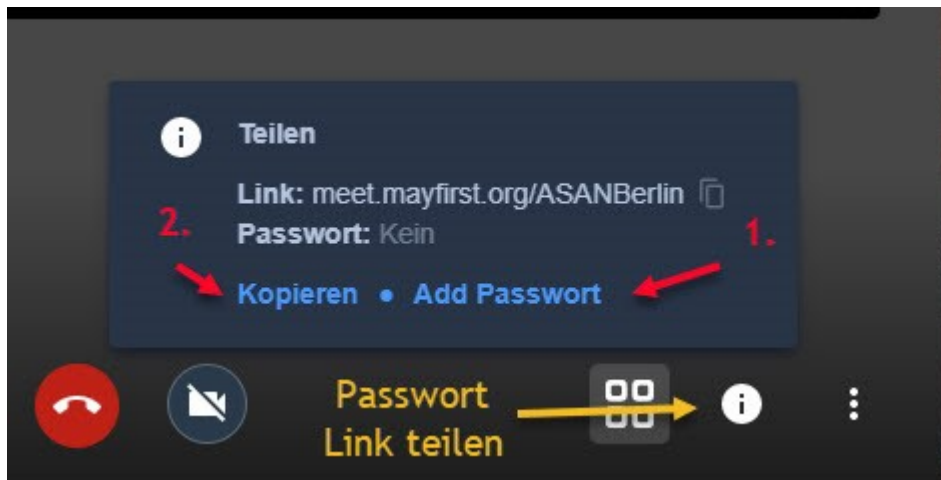 Teilen
Link: meet.mayfirst.org/ASANBerlin
2.
Passwort: Kein
1.
Kopieren • Add Passwort
Passwort
Link teilen